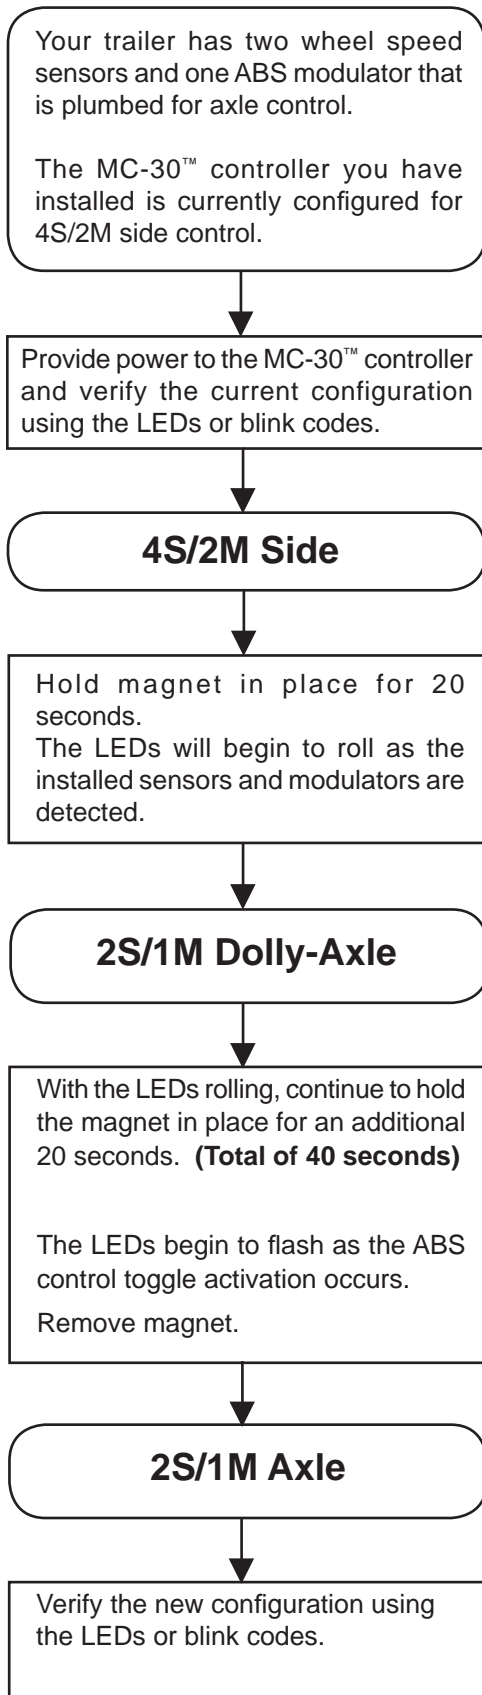 Your trailer has two wheel speed
sensors and one ABS modulator that
is plumbed for axle control.
The MC-30™ controller you have
installed is currently configured for
4S/2M side control.
Provide power to the MC-30™ controller
and verify the current configuration
using the LEDs or blink codes.
4S/2M Side
Hold magnet in place for 20
seconds.
The LEDs will begin to roll as the
installed sensors and modulators are
detected.
2S/1M Dolly-Axle
With the LEDs rolling, continue to hold
the magnet in place for an additional
20 seconds. (Total of 40 seconds)
The LEDs begin to flash as the ABS
control toggle activation occurs.
Remove magnet.
2S/1M Axle
Verify the new configuration using
the LEDs or blink codes.